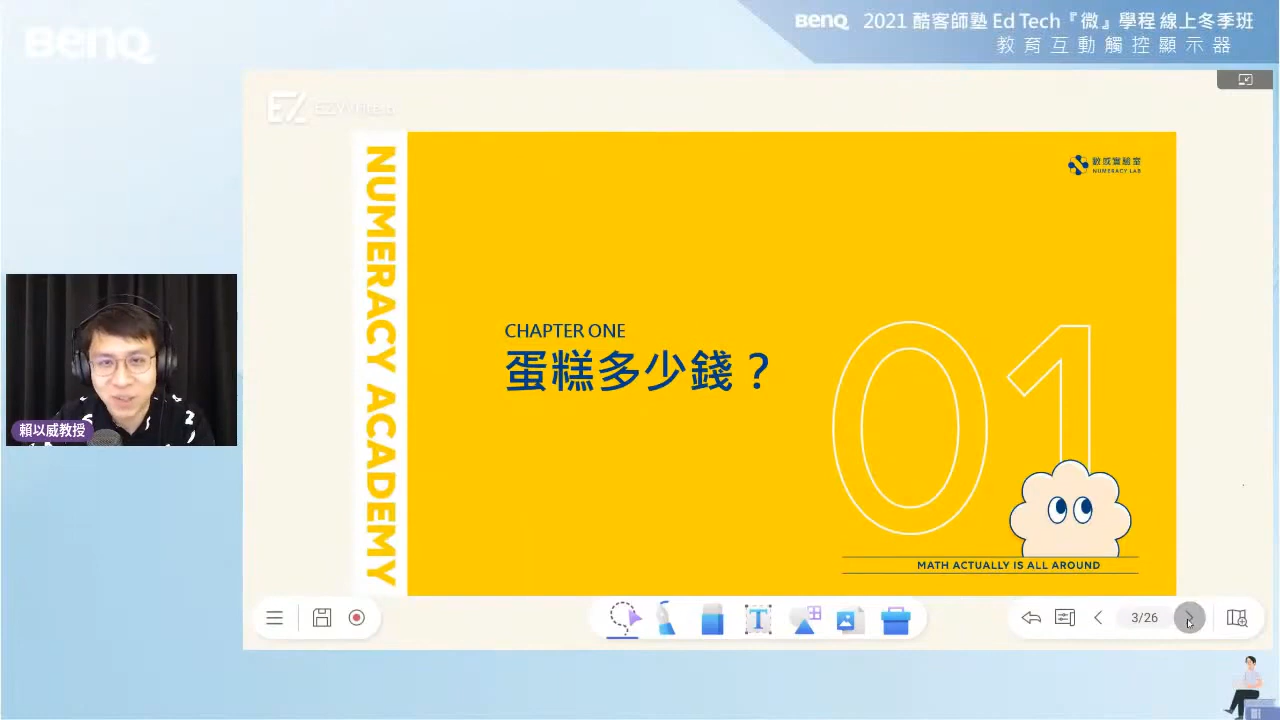 BenQ
BenQ 2021 酷客師塾 Ed Tech『微』學程 線上冬季班
教育互動觸控顯示器
EZWrite 6
NUMERACY ACADEMY
數感實驗室
NUMERACY LAB
CHAPTER ONE
蛋糕多少錢？
01
MATH ACTUALLY IS ALL AROUND
賴以威教授
T
3/26